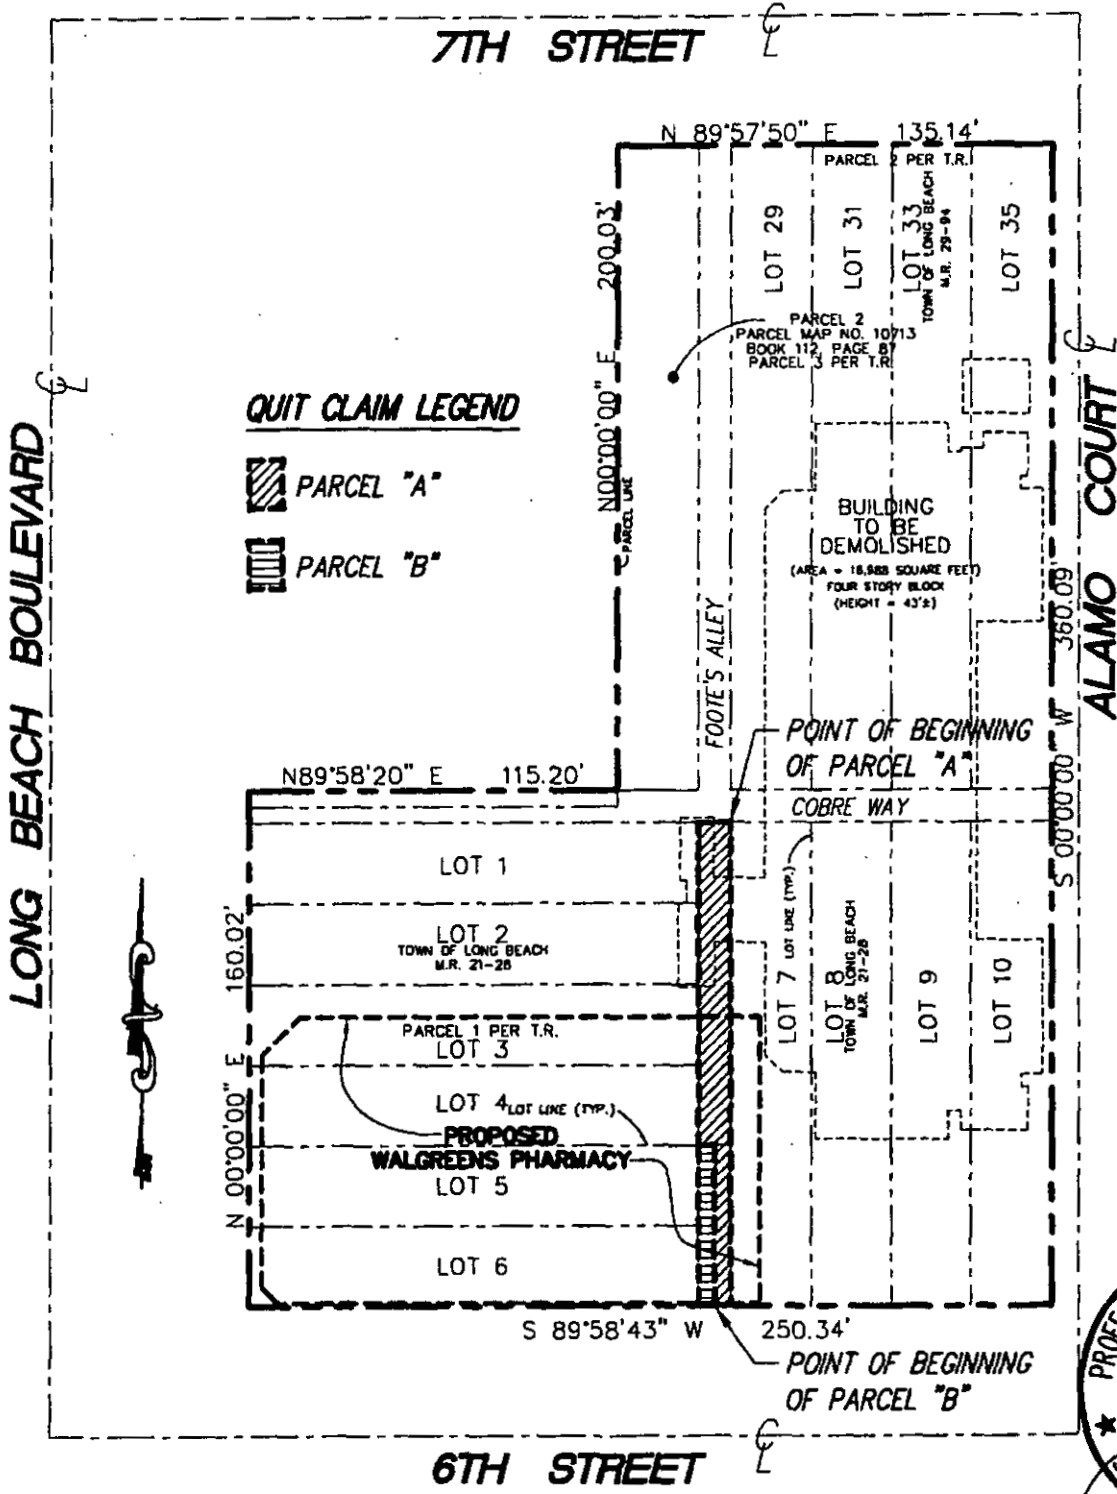 7TH STREET
N 89°57'50" E 135.14'
PARCEL 2 PER T.R.
200.03'
N00°00'00" E
PARCEL LINE
LOT 29
LOT 31
LOT 33
TOWN OF LONG BEACH
M.R. 29-94
LOT 35
PARCEL 2
PARCEL MAP NO. 10713
BOOK 112, PAGE 87
PARCEL 3 PER T.R.
QUIT CLAIM LEGEND
PARCEL "A"
PARCEL "B"
LONG BEACH BOULEVARD
ALAMO COURT
BUILDING
TO BE
DEMOLISHED
(AREA = 16,988 SQUARE FEET)
FOUR STORY BLOCK
(HEIGHT = 43'±)
FOOTE'S ALLEY
S 00°00'00" W 360.09'
POINT OF BEGINNING
OF PARCEL "A"
N89°58'20" E 115.20'
COBRE WAY
LOT 1
LOT 2
TOWN OF LONG BEACH
M.R. 21-28
160.02'
N 00°00'00" E
PARCEL 1 PER T.R.
LOT 3
LOT 4 LOT LINE (TYP.)
PROPOSED
WALGREENS PHARMACY
LOT 5
LOT 6
LOT 7
LOT LINE (TYP.)
LOT 8
TOWN OF LONG BEACH
M.R. 21-28
LOT 9
LOT 10
S 89°58'43" W 250.34'
POINT OF BEGINNING
OF PARCEL "B"
6TH STREET